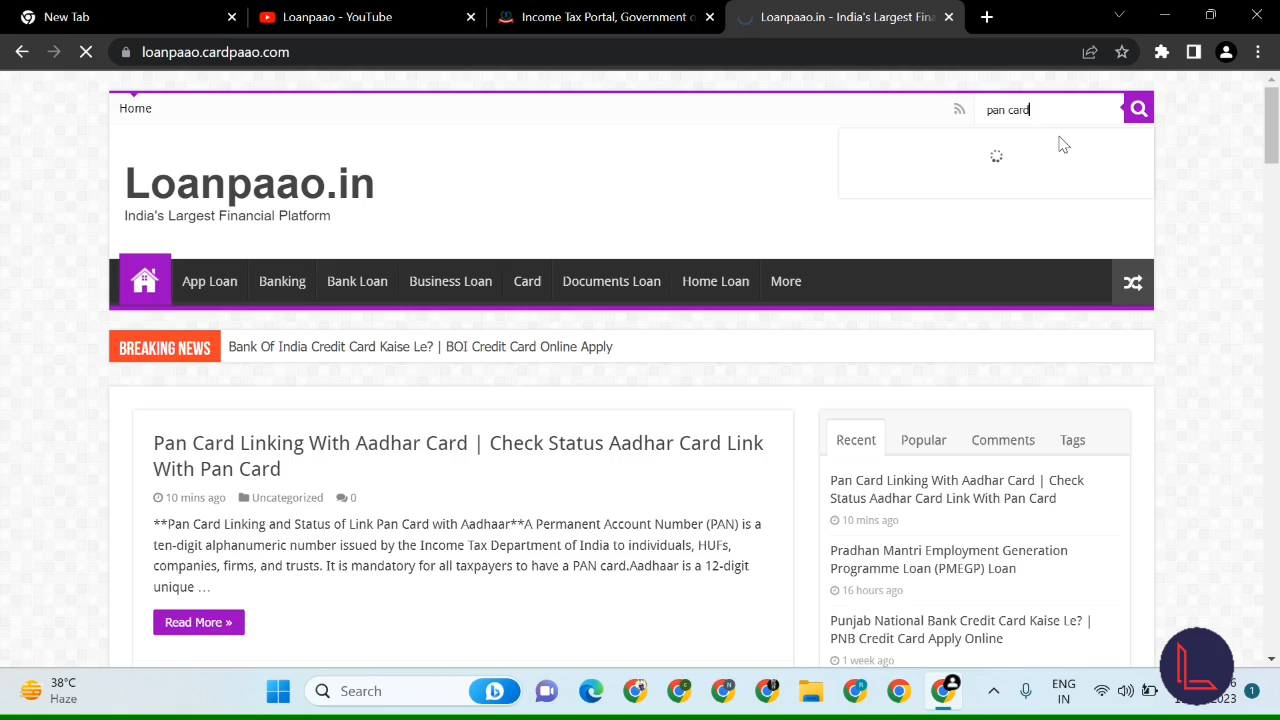 New Tab
Loanpaao - YouTube
Income Tax Portal, Government o
Loanpaao.in - India's Largest Fina
loanpaao.cardpaao.com
Home
pan card
Loanpaao.in
India's Largest Financial Platform
App Loan
Banking
Bank Loan
Business Loan
Card
Documents Loan
Home Loan
More
BREAKING NEWS
Bank Of India Credit Card Kaise Le? | BOI Credit Card Online Apply
Pan Card Linking With Aadhar Card | Check Status Aadhar Card Link
With Pan Card
10 mins ago
Uncategorized
0
**Pan Card Linking and Status of Link Pan Card with Aadhaar**A Permanent Account Number (PAN) is a
ten-digit alphanumeric number issued by the Income Tax Department of India to individuals, HUFs,
companies, firms, and trusts. It is mandatory for all taxpayers to have a PAN card.Aadhaar is a 12-digit
unique …
Read More »
Recent
Popular
Comments
Tags
Pan Card Linking With Aadhar Card | Check
Status Aadhar Card Link With Pan Card
10 mins ago
Pradhan Mantri Employment Generation
Programme Loan (PMEGP) Loan
16 hours ago
Punjab National Bank Credit Card Kaise Le? |
PNB Credit Card Apply Online
1 week ago
38°C
Haze
Search
ENG
IN
1